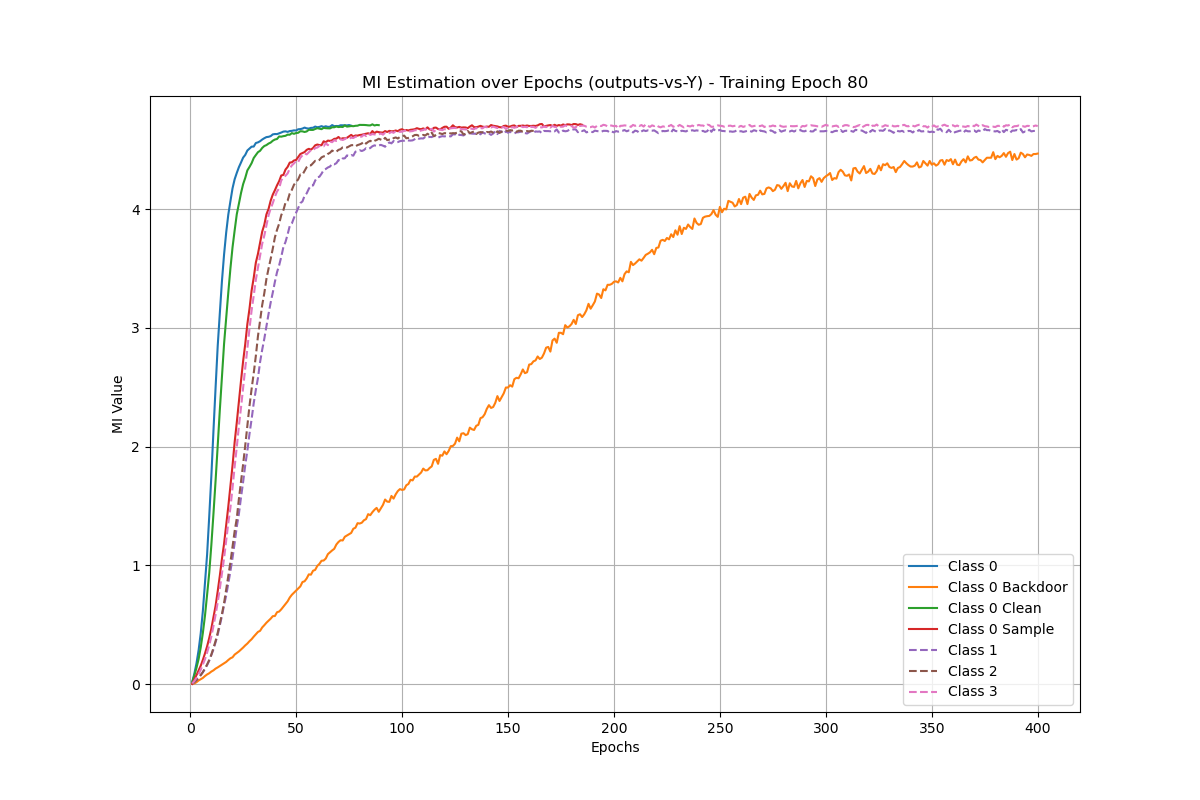 MI Estimation over Epochs (outputs-vs-Y) - Training Epoch 80
MI Value
4
3
2
1
0
0 50 100 150 200 250 300 350 400
Epochs
Class 0
Class 0 Backdoor
Class 0 Clean
Class 0 Sample
Class 1
Class 2
Class 3